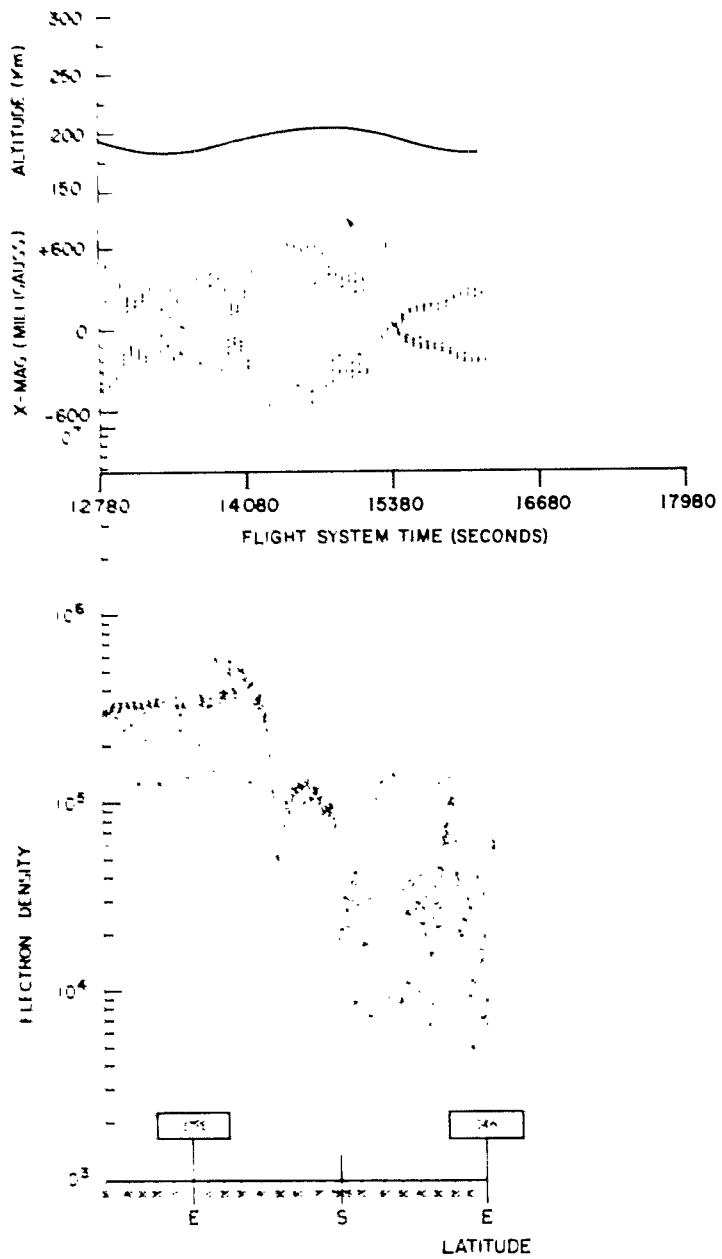 300
250
200
150
ALTITUDE (Km)
+600
0
-600
X-MAG (MILLIGAUSS)
12780 14080 15380 16680 17980
FLIGHT SYSTEM TIME (SECONDS)
10⁶
10⁵
10⁴
ELECTRON DENSITY
E S E
LATITUDE